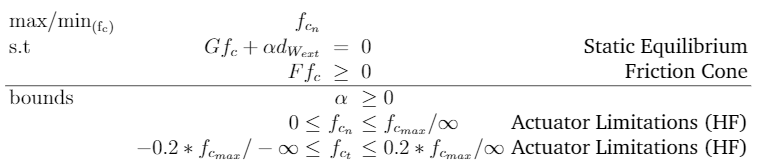 max/min(fc) fcn
s.t Gfc + αdWext = 0 Static Equilibrium
Ffc ≥ 0 Friction Cone
bounds α ≥ 0
0 ≤ fcn ≤ fcmax/∞ Actuator Limitations (HF)
−0.2 * fcmax/ − ∞ ≤ fct ≤ 0.2 * fcmax/∞ Actuator Limitations (HF)